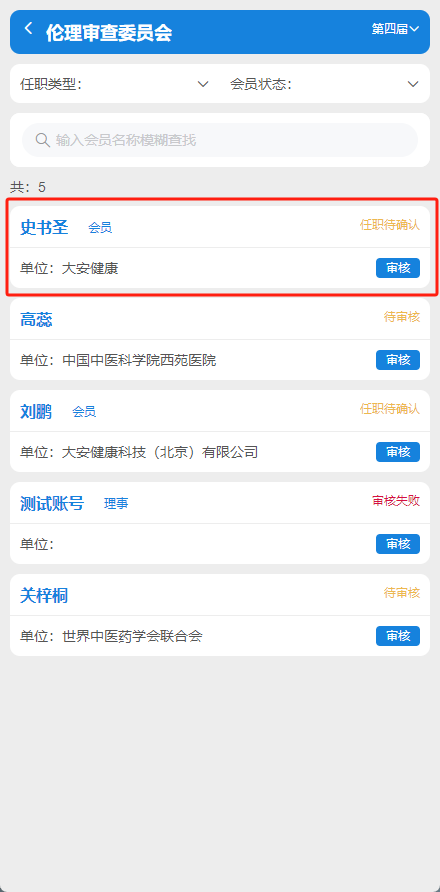 伦理审查委员会 第四届
任职类型： 会员状态：
输入会员名称模糊查找
共：5
史书圣 会员 任职待确认
单位：大安健康 审核
高蕊 待审核
单位：中国中医科学院西苑医院 审核
刘鹏 会员 任职待确认
单位：大安健康科技（北京）有限公司 审核
测试账号 理事 审核失败
单位： 审核
关梓桐 待审核
单位：世界中医药学会联合会 审核